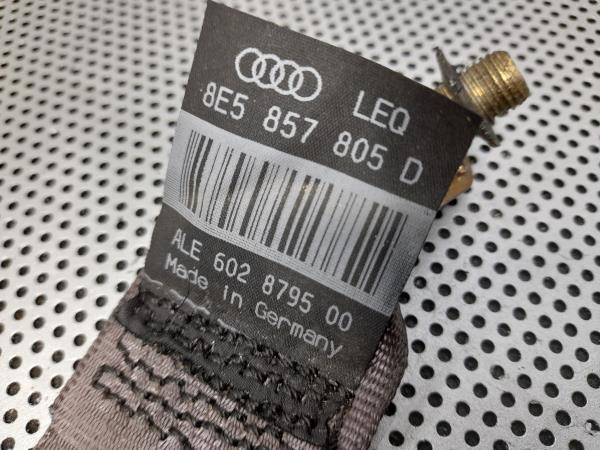 LEQ
8E5 857 805 D
ALE 602 8795 00
Made in Germany